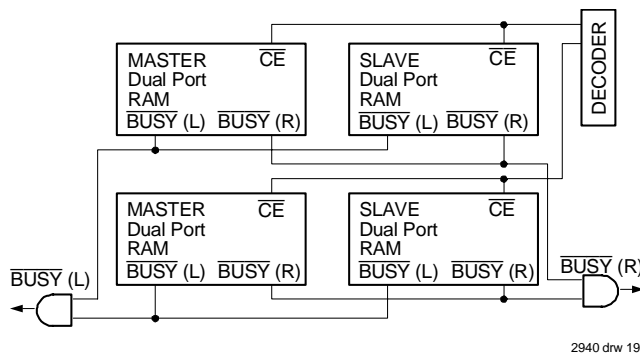 MASTER
Dual Port
RAM
CE
BUSY (L) BUSY (R)
SLAVE
Dual Port
RAM
CE
BUSY (L) BUSY (R)
DECODER
MASTER
Dual Port
RAM
CE
BUSY (L) BUSY (R)
SLAVE
Dual Port
RAM
CE
BUSY (L) BUSY (R)
BUSY (L)
BUSY (R)
2940 drw 19